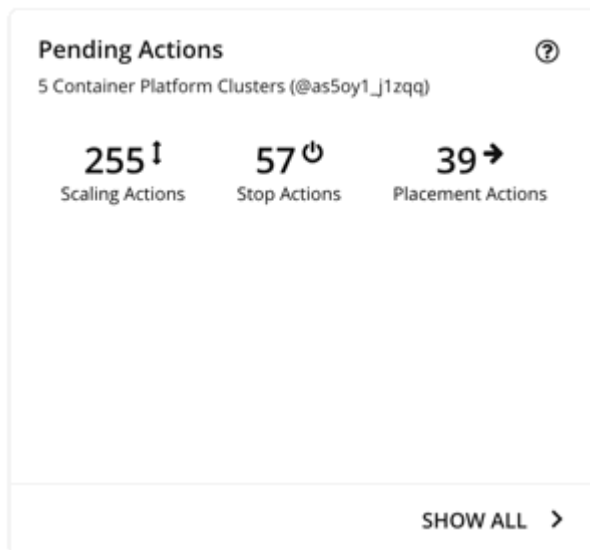 Pending Actions
5 Container Platform Clusters (@as5oy1_j1zqq)
255 57 39
Scaling Actions Stop Actions Placement Actions
SHOW ALL